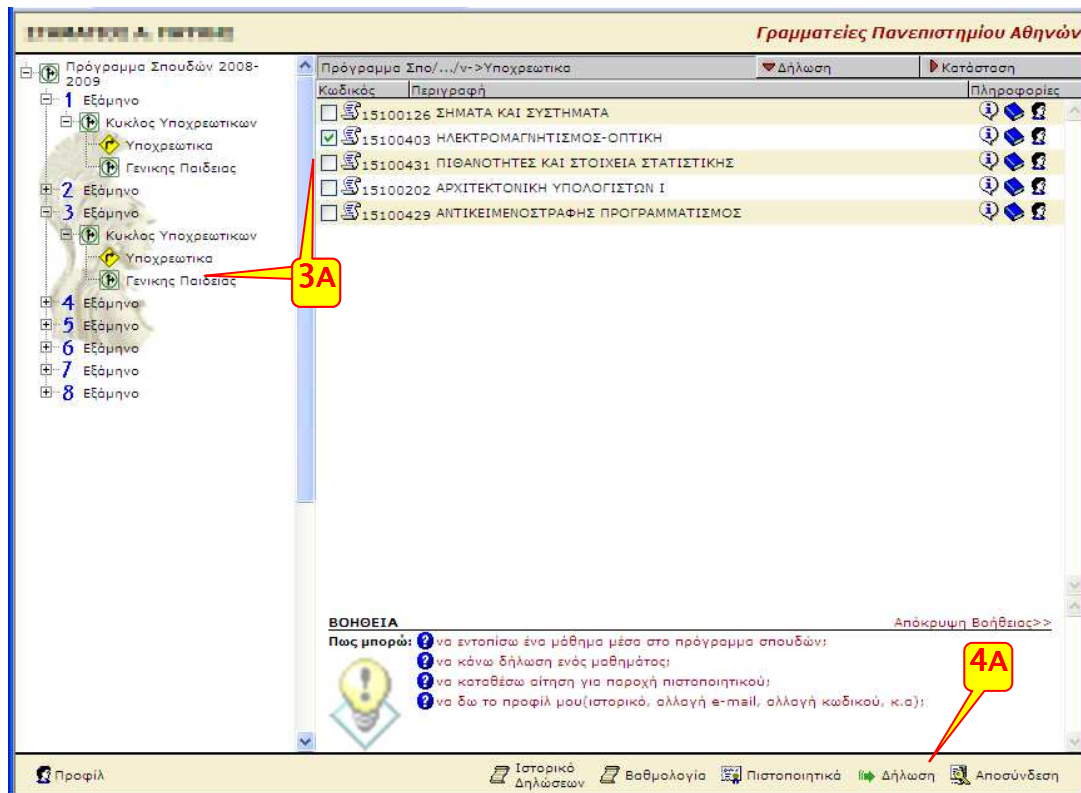 Γραμματείες Πανεπιστημίου Αθηνών
Πρόγραμμα Σπουδών 2008-
2009
1 Εξάμηνο
Κυκλος Υποχρεωτικων
Υποχρεωτικα
Γενικης Παιδειας
2 Εξάμηνο
3 Εξάμηνο
Κυκλος Υποχρεωτικων
Υποχρεωτικα
Γενικης Παιδειας
4 Εξάμηνο
5 Εξάμηνο
6 Εξάμηνο
7 Εξάμηνο
8 Εξάμηνο
Πρόγραμμα Σπο/.../ν->Υποχρεωτικα Δήλωση Κατάσταση
Κωδικός Περιγραφή Πληροφορίες
15100126 ΣΗΜΑΤΑ ΚΑΙ ΣΥΣΤΗΜΑΤΑ
15100403 ΗΛΕΚΤΡΟΜΑΓΝΗΤΙΣΜΟΣ-ΟΠΤΙΚΗ
15100431 ΠΙΘΑΝΟΤΗΤΕΣ ΚΑΙ ΣΤΟΙΧΕΙΑ ΣΤΑΤΙΣΤΙΚΗΣ
15100202 ΑΡΧΙΤΕΚΤΟΝΙΚΗ ΥΠΟΛΟΓΙΣΤΩΝ Ι
15100429 ΑΝΤΙΚΕΙΜΕΝΟΣΤΡΑΦΗΣ ΠΡΟΓΡΑΜΜΑΤΙΣΜΟΣ
3Α
ΒΟΗΘΕΙΑ Απόκρυψη Βοήθειας>>
Πως μπορώ: να εντοπίσω ένα μάθημα μέσα στο πρόγραμμα σπουδών;
να κάνω δήλωση ενός μαθημάτος;
να καταθέσω αίτηση για παροχή πιστοποιητικού;
να δω το προφίλ μου(ιστορικό, αλλαγή e-mail, αλλαγή κωδικού, κ.α);
4Α
Προφίλ Ιστορικό Δηλώσεων Βαθμολογία Πιστοποιητικά Δήλωση Αποσύνδεση